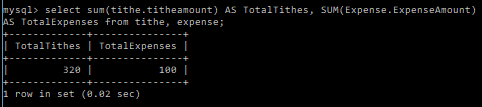 mysql> select sum(tithe.titheamount) AS TotalTithes, SUM(Expense.ExpenseAmount)
AS TotalExpenses from tithe, expense;
+-------------+---------------+
| TotalTithes | TotalExpenses |
+-------------+---------------+
|         320 |           100 |
+-------------+---------------+
1 row in set (0.02 sec)